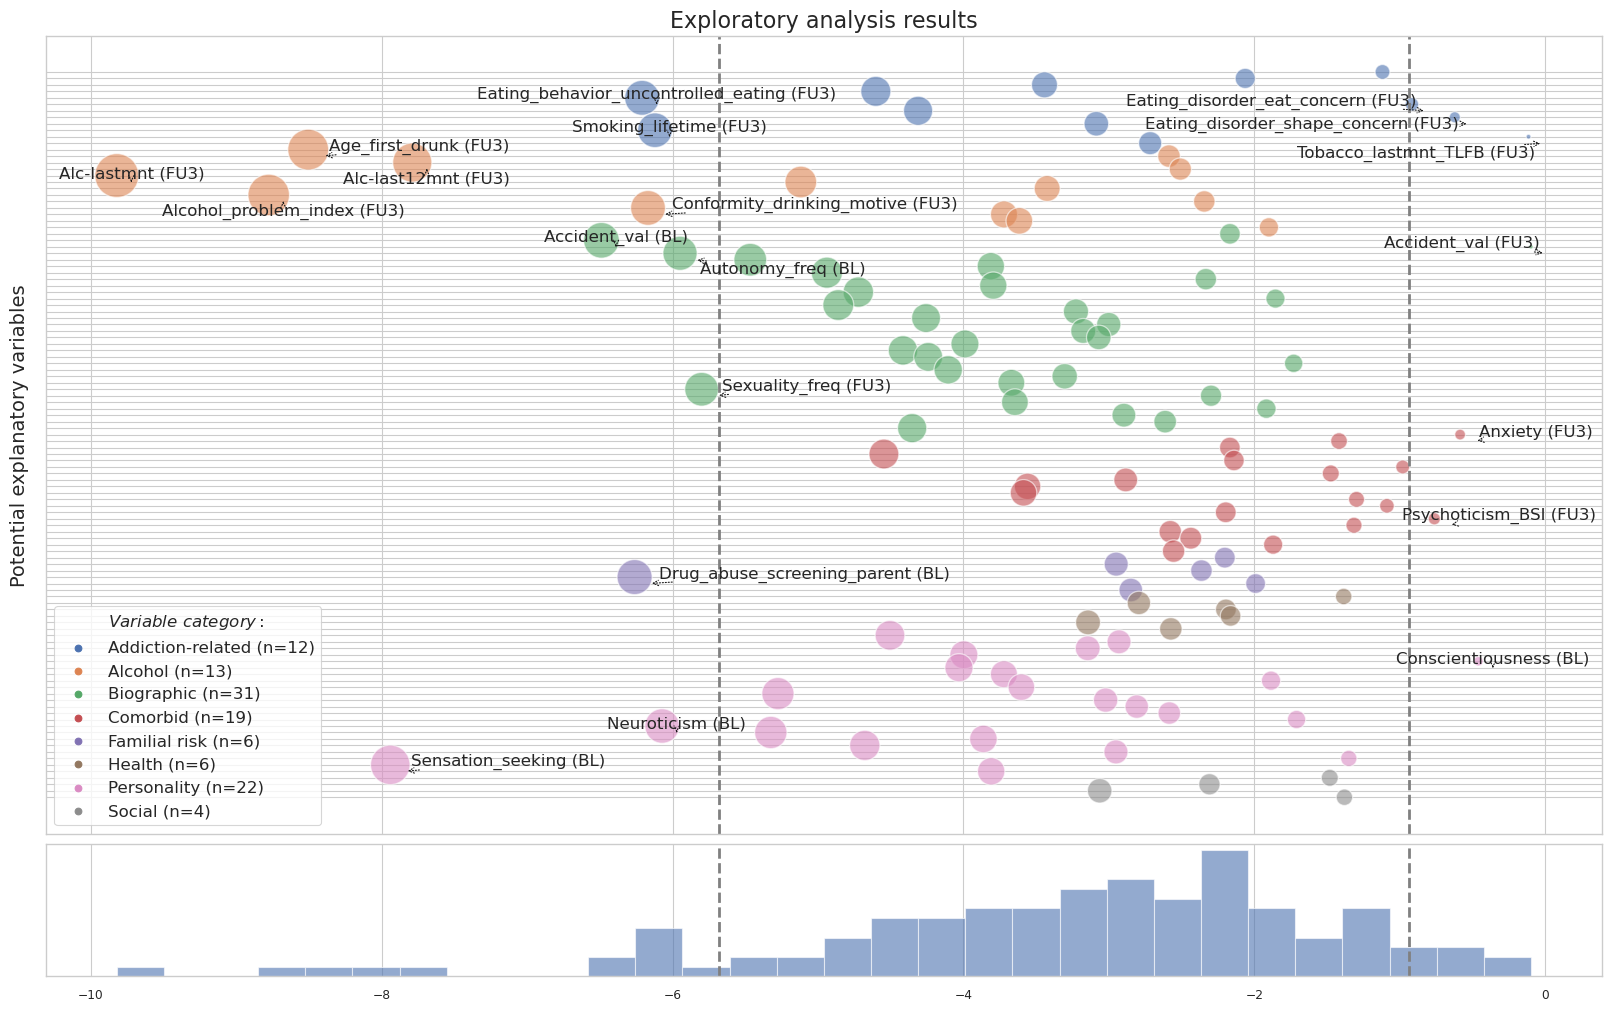 Exploratory analysis results
Potential explanatory variables
Eating_behavior_uncontrolled_eating (FU3)
Eating_disorder_eat_concern (FU3)
Smoking_lifetime (FU3)
Eating_disorder_shape_concern (FU3)
Age_first_drunk (FU3)
Tobacco_lastmnt_TLFB (FU3)
Alc-lastmnt (FU3)
Alc-last12mnt (FU3)
Alcohol_problem_index (FU3)
Conformity_drinking_motive (FU3)
Accident_val (BL)
Accident_val (FU3)
Autonomy_freq (BL)
Sexuality_freq (FU3)
Anxiety (FU3)
Psychoticism_BSI (FU3)
Drug_abuse_screening_parent (BL)
Conscientiousness (BL)
Neuroticism (BL)
Sensation_seeking (BL)
Variable category:
Addiction-related (n=12)
Alcohol (n=13)
Biographic (n=31)
Comorbid (n=19)
Familial risk (n=6)
Health (n=6)
Personality (n=22)
Social (n=4)
−10 −8 −6 −4 −2 0